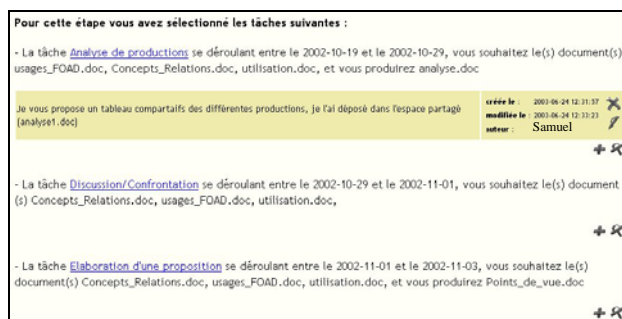 Pour cette étape vous avez sélectionné les tâches suivantes :
- La tâche Analyse de productions se déroulant entre le 2002-10-19 et le 2002-10-29, vous souhaitez le(s) document(s)
usages_FOAD.doc, Concepts_Relations.doc, utilisation.doc, et vous produirez analyse.doc
Je vous propose un tableau compartaifs des différentes productions, je l'ai déposé dans l'espace partagé
(analyse1.doc)
créée le : 2003-06-24 12:31:57
modifiée le : 2003-06-24 12:33:23
auteur : Samuel
- La tâche Discussion/Confrontation se déroulant entre le 2002-10-29 et le 2002-11-01, vous souhaitez le(s) document
(s) Concepts_Relations.doc, usages_FOAD.doc, utilisation.doc,
- La tâche Elaboration d'une proposition se déroulant entre le 2002-11-01 et le 2002-11-03, vous souhaitez le(s)
document(s) Concepts_Relations.doc, usages_FOAD.doc, utilisation.doc, et vous produirez Points_de_vue.doc